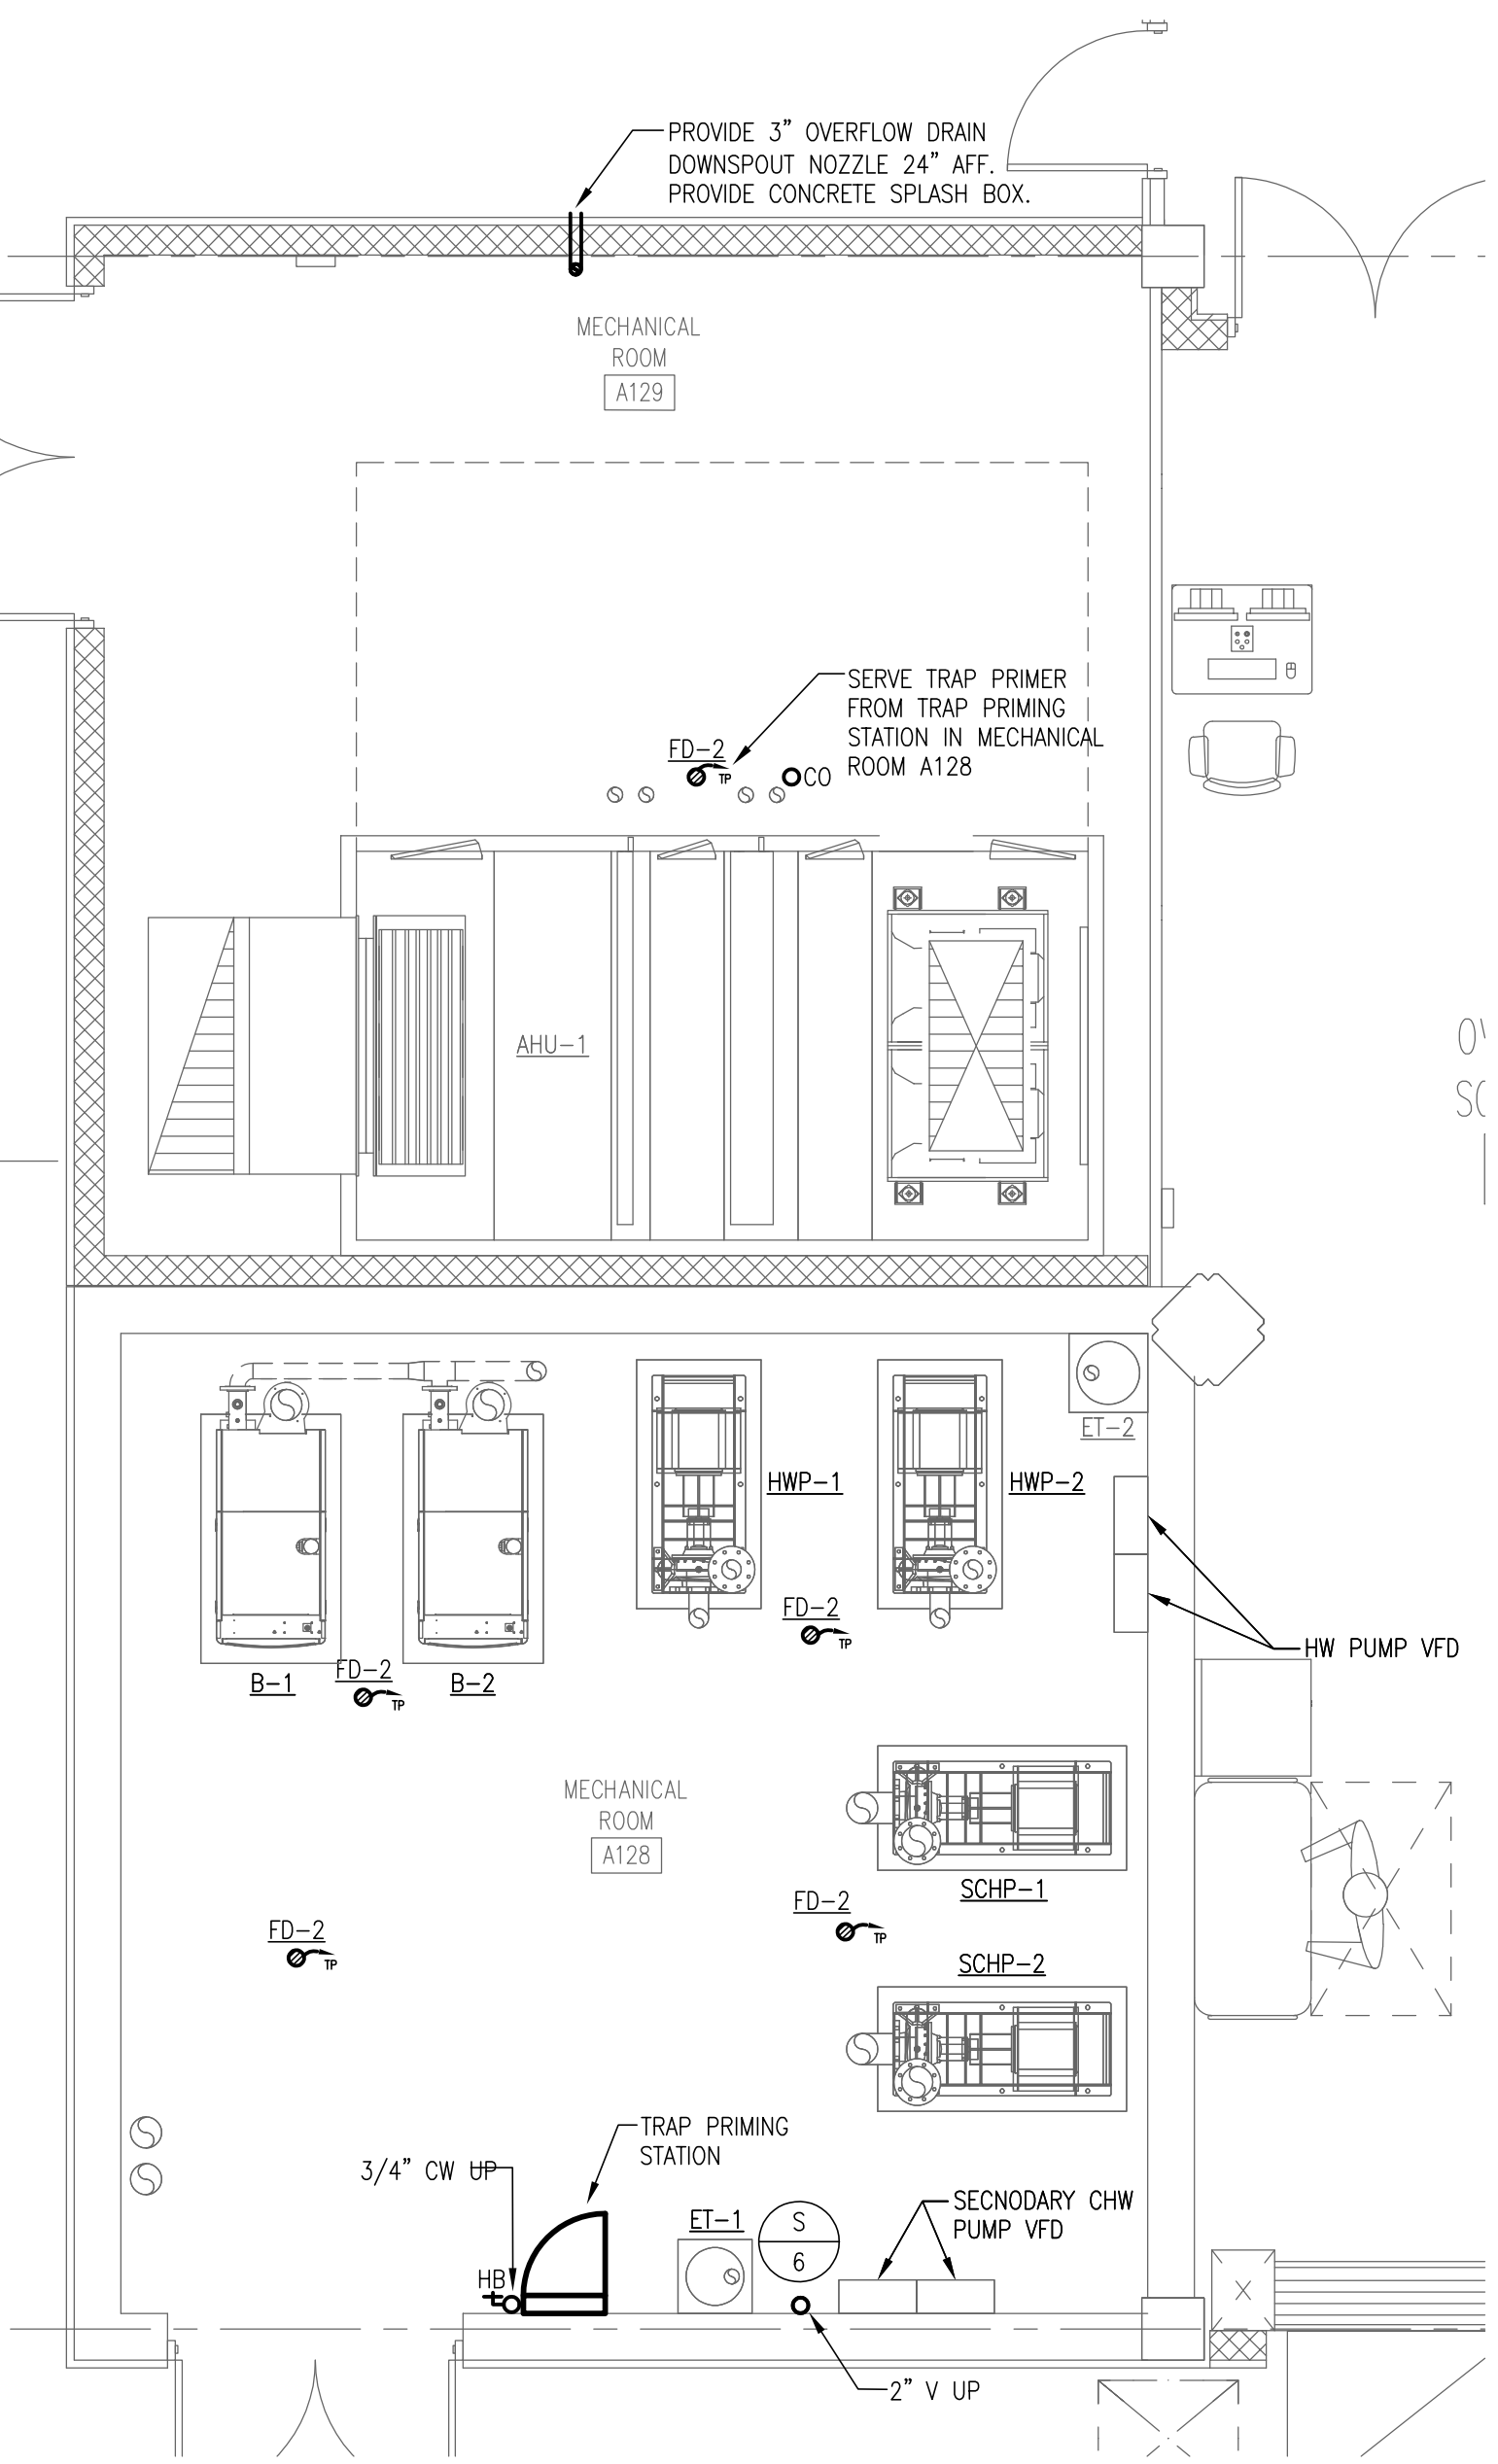 PROVIDE 3" OVERFLOW DRAIN
DOWNSPOUT NOZZLE 24" AFF.
PROVIDE CONCRETE SPLASH BOX.
MECHANICAL
ROOM
A129
SERVE TRAP PRIMER
FROM TRAP PRIMING
STATION IN MECHANICAL
ROOM A128
FD-2
TP
CO
AHU-1
ET-2
HWP-1
HWP-2
FD-2
TP
HW PUMP VFD
B-1
FD-2
TP
B-2
MECHANICAL
ROOM
A128
SCHP-1
FD-2
TP
FD-2
TP
SCHP-2
TRAP PRIMING
STATION
3/4" CW UP
ET-1
S
6
SECNODARY CHW
PUMP VFD
HB
2" V UP